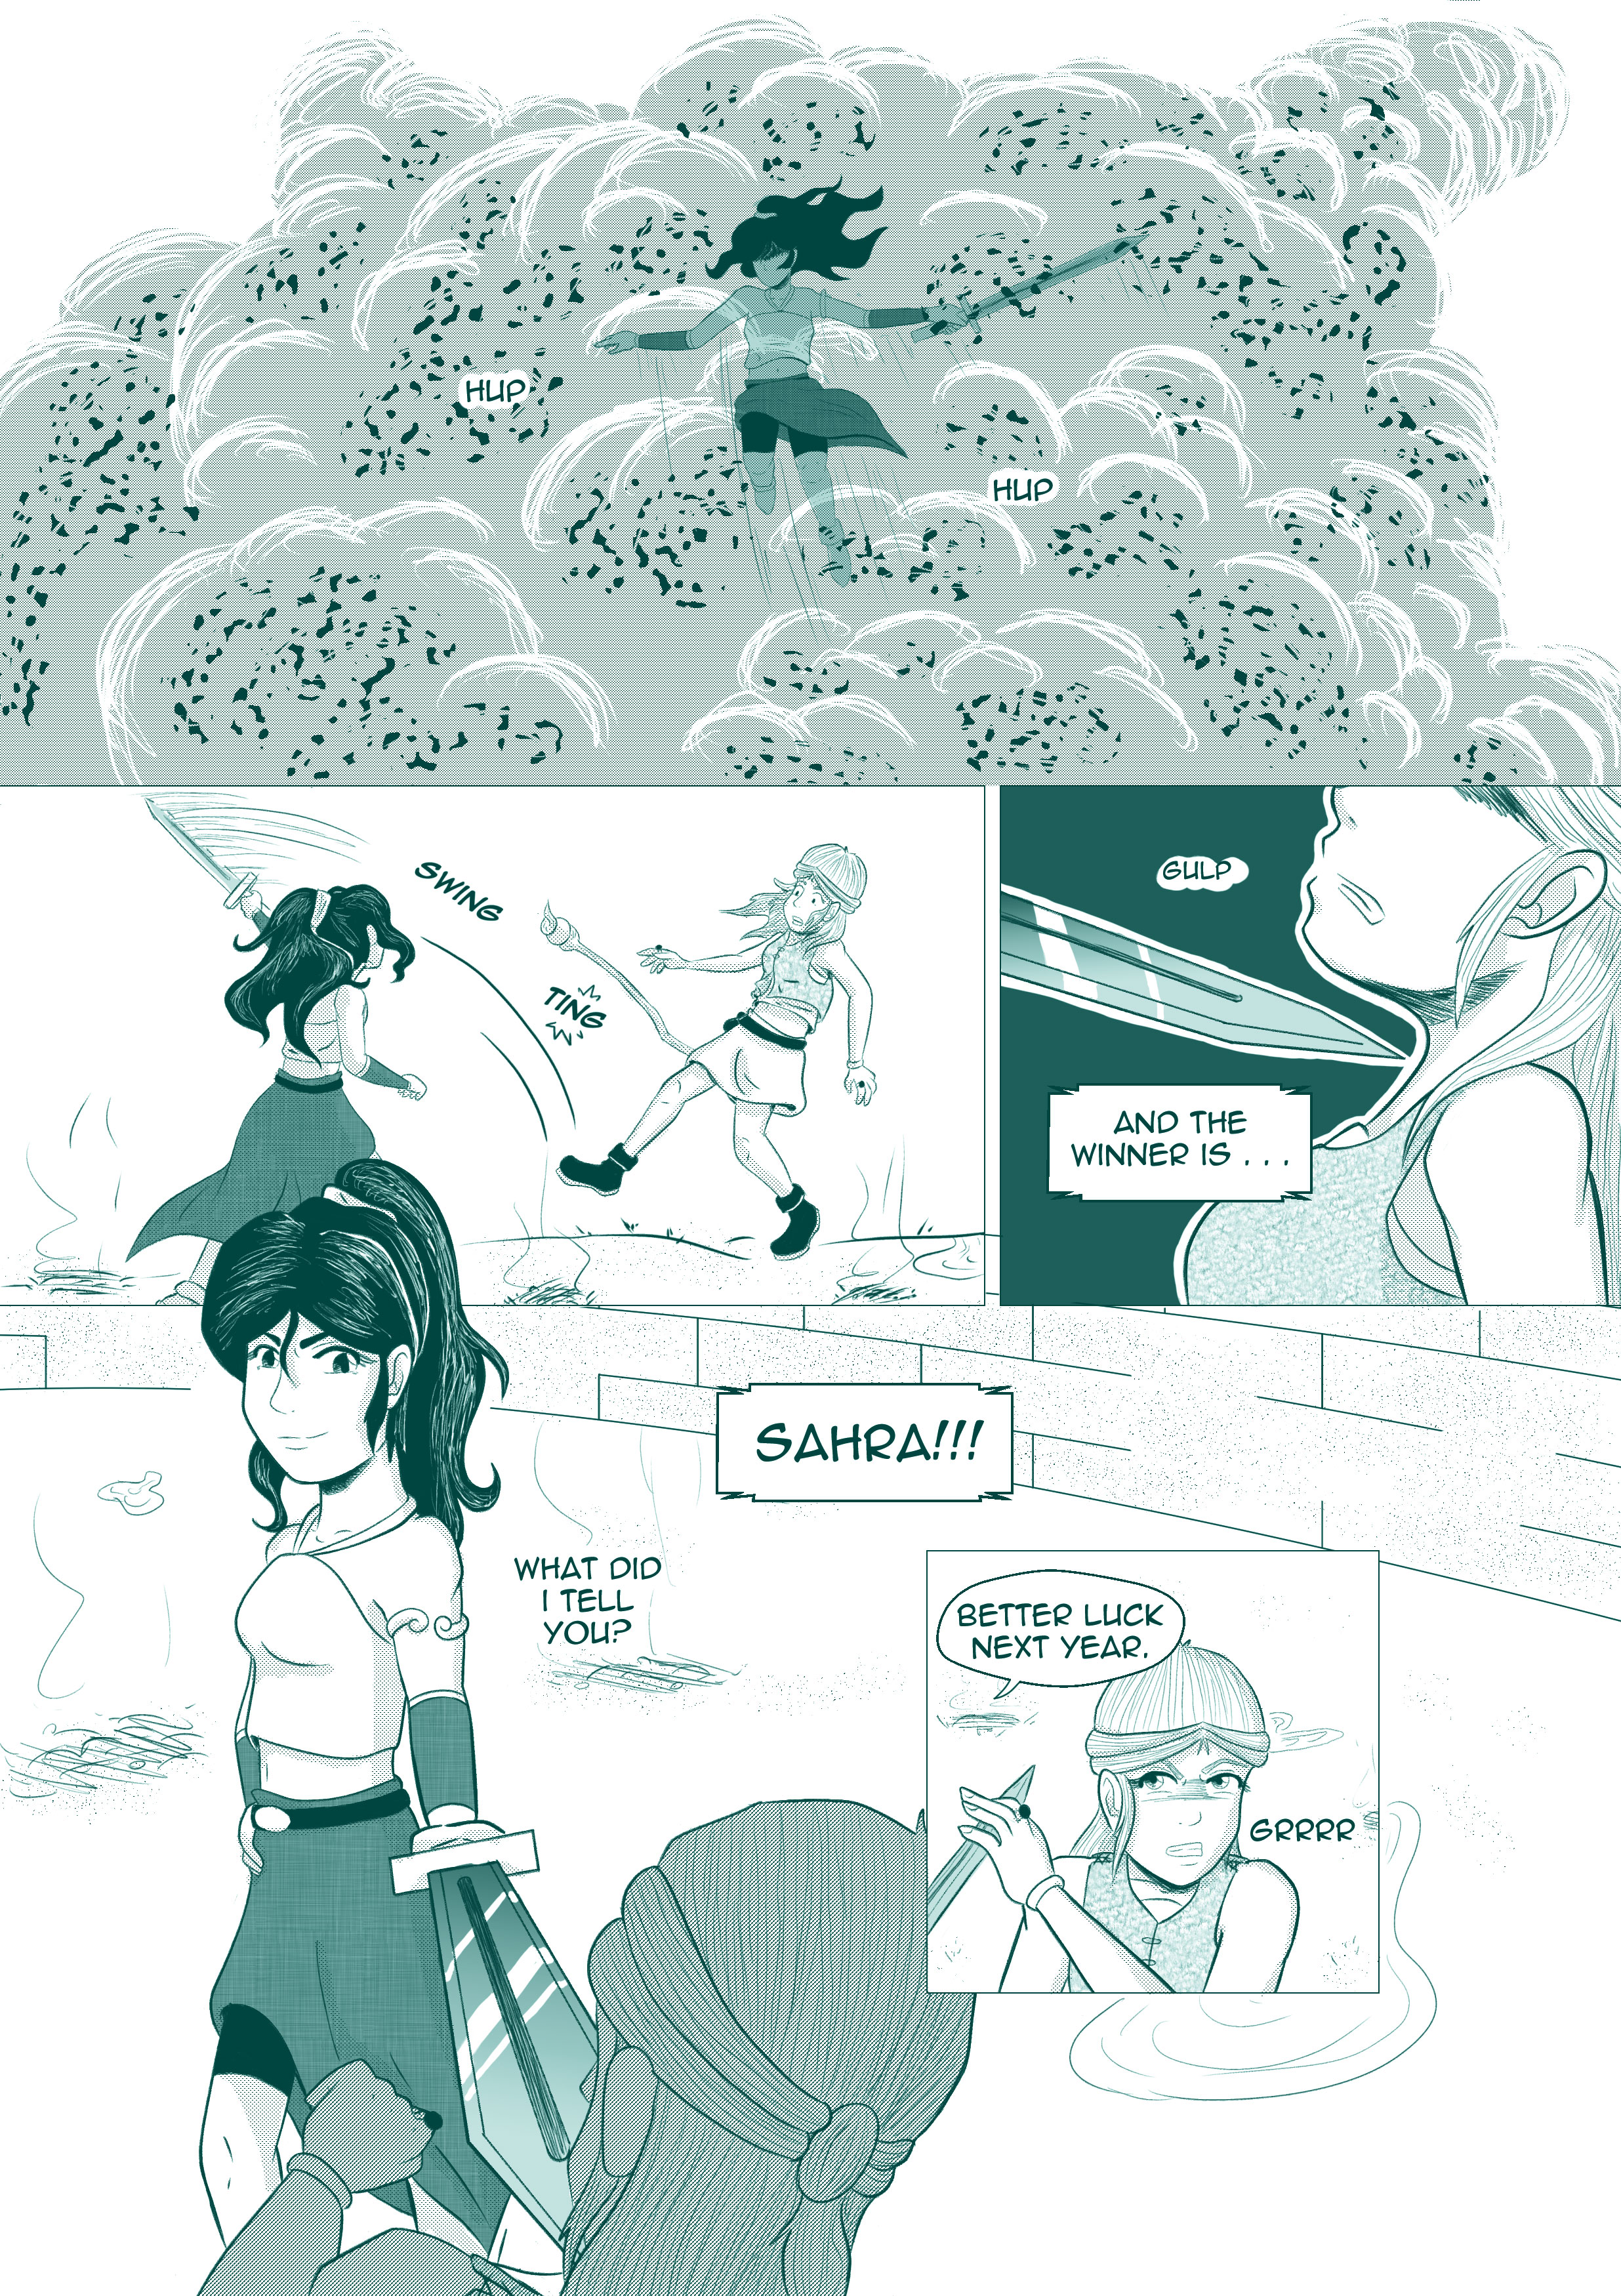 HUP
HUP
SWING
TING
GULP
AND THE
WINNER IS . . .
SAHRA!!!
WHAT DID
I TELL
YOU?
BETTER LUCK
NEXT YEAR.
GRRRR